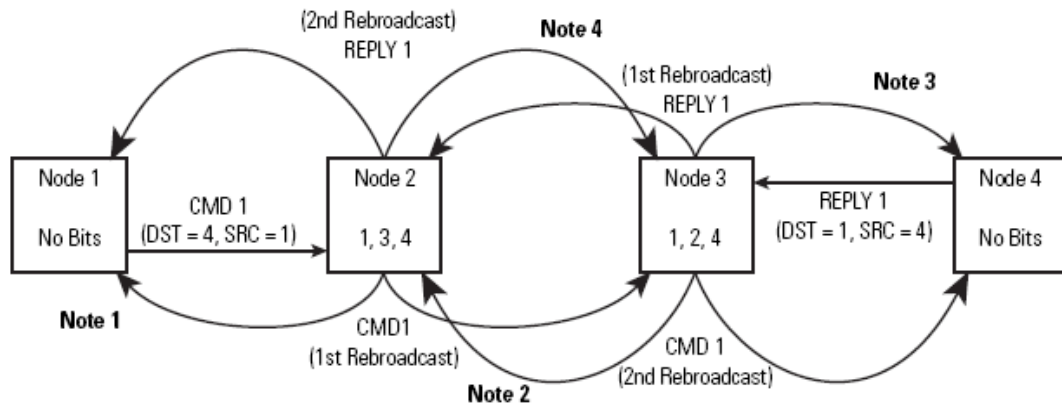 (2nd Rebroadcast)
REPLY 1
Note 4
(1st Rebroadcast)
REPLY 1
Note 3
Node 1
No Bits
CMD 1
(DST = 4, SRC = 1)
Node 2
1, 3, 4
Node 3
1, 2, 4
REPLY 1
(DST = 1, SRC = 4)
Node 4
No Bits
Note 1
CMD1
(1st Rebroadcast)
Note 2
CMD 1
(2nd Rebroadcast)